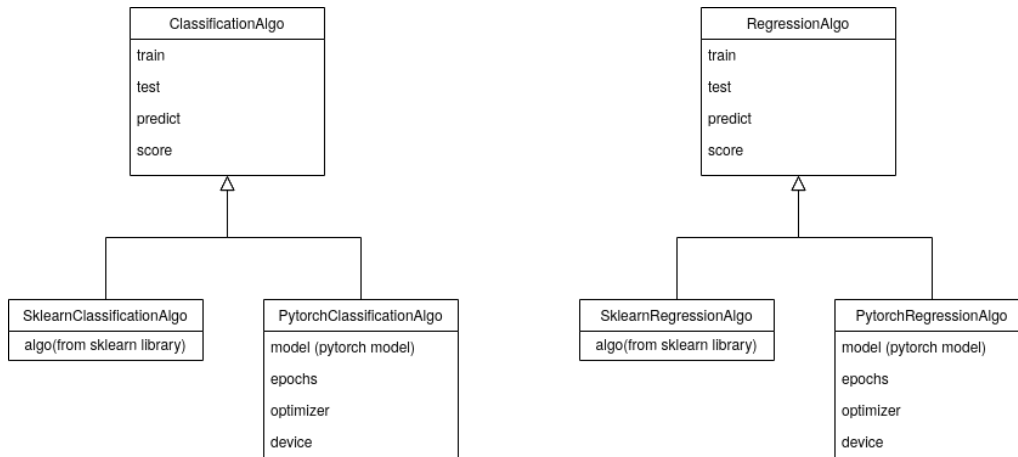 ClassificationAlgo
train
test
predict
score
RegressionAlgo
train
test
predict
score
SklearnClassificationAlgo
algo(from sklearn library)
PytorchClassificationAlgo
model (pytorch model)
epochs
optimizer
device
SklearnRegressionAlgo
algo(from sklearn library)
PytorchRegressionAlgo
model (pytorch model)
epochs
optimizer
device